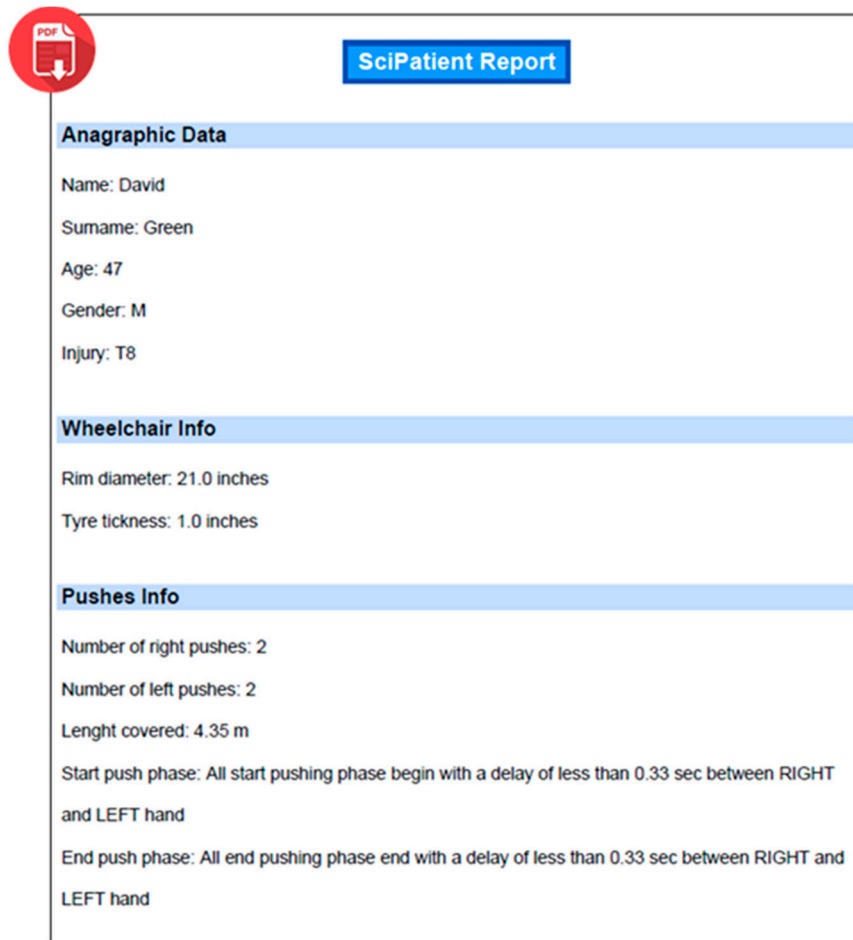 PDF
SciPatient Report
Anagraphic Data
Name: David
Surname: Green
Age: 47
Gender: M
Injury: T8
Wheelchair Info
Rim diameter: 21.0 inches
Tyre tickness: 1.0 inches
Pushes Info
Number of right pushes: 2
Number of left pushes: 2
Lenght covered: 4.35 m
Start push phase: All start pushing phase begin with a delay of less than 0.33 sec between RIGHT
and LEFT hand
End push phase: All end pushing phase end with a delay of less than 0.33 sec between RIGHT and
LEFT hand